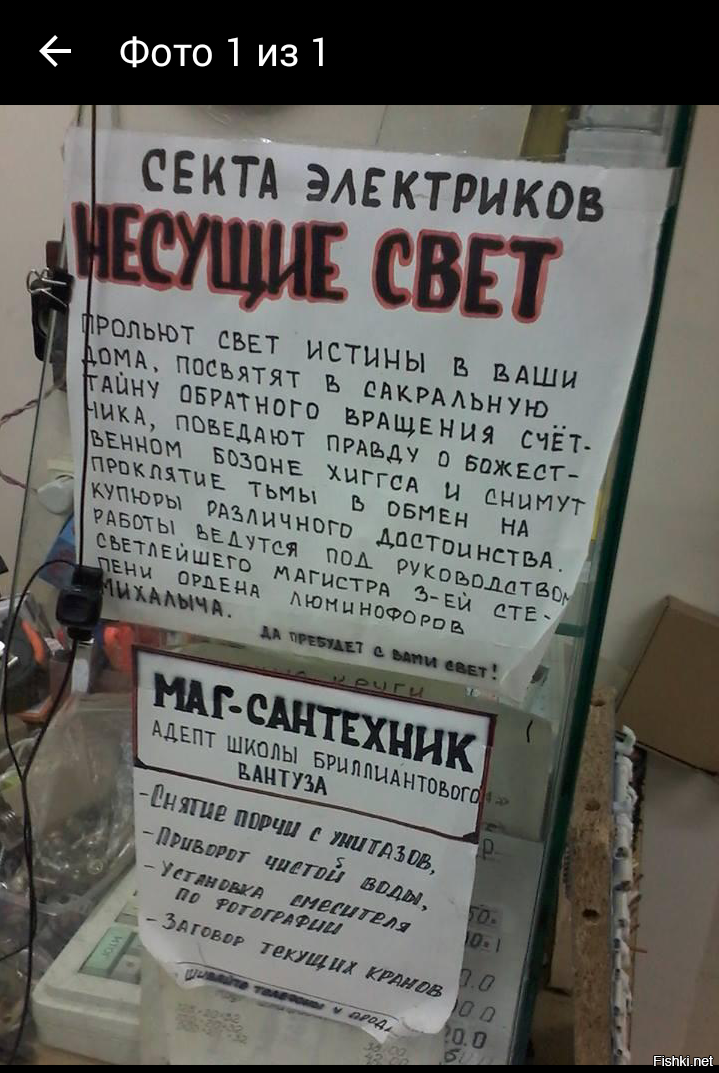 Фото 1 из 1
СЕКТА ЭЛЕКТРИКОВ
НЕСУЩИЕ СВЕТ
ПРОЛЬЮТ СВЕТ ИСТИНЫ В ВАШИ
ДОМА, ПОСВЯТЯТ В САКРАЛЬНУЮ
ТАЙНУ ОБРАТНОГО ВРАЩЕНИЯ СЧЁТ-
ЧИКА, ПОВЕДАЮТ ПРАВДУ О БОЖЕСТ-
ВЕННОМ БОЗОНЕ ХИГГСА И СНИМУТ
ПРОКЛЯТИЕ ТЬМЫ В ОБМЕН НА
КУПЮРЫ РАЗЛИЧНОГО ДОСТОИНСТВА.
РАБОТЫ ВЕДУТСЯ ПОД РУКОВОДСТВОМ
СВЕТЛЕЙШЕГО МАГИСТРА 3-ЕЙ СТЕ-
ПЕНИ ОРДЕНА ЛЮМИНОФОРОВ
МИХАЛЫЧА.
ДА ПРЕБУДЕТ С ВАМИ СВЕТ!
круги
МАГ-САНТЕХНИК
АДЕПТ ШКОЛЫ БРИЛЛИАНТОВОГО
ВАНТУЗА
-СНЯТИЕ ПОРЧИ С УНИТАЗОВ,
-ПРИВОРОТ ЧИСТОЙ ВОДЫ,
-УСТАНОВКА СМЕСИТЕЛЯ
ПО ФОТОГРАФИИ
-ЗАГОВОР ТЕКУЩИХ КРАНОВ
Fishki.net